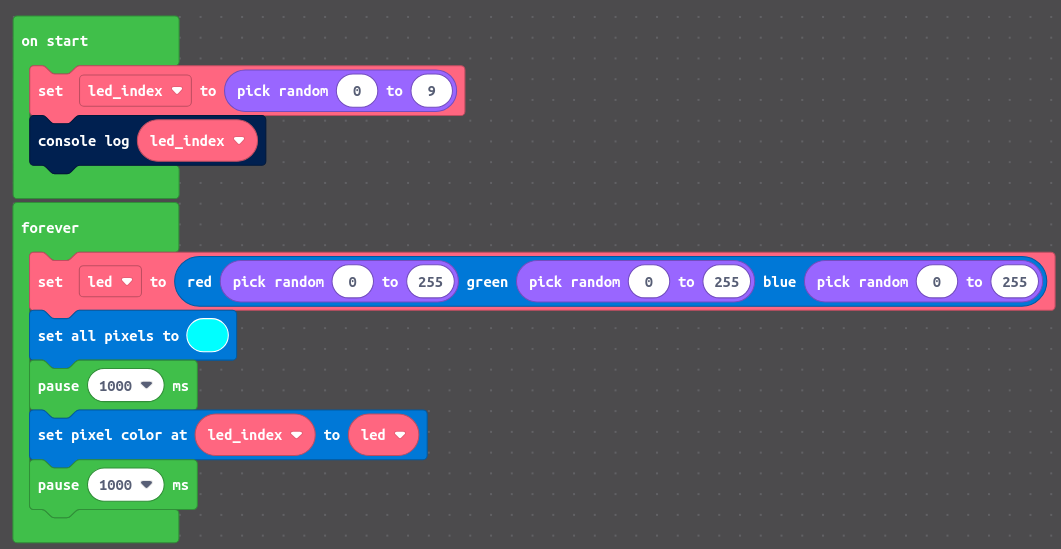 on start
set led_index to pick random 0 to 9
console log led_index
forever
set led to red pick random 0 to 255 green pick random 0 to 255 blue pick random 0 to 255
set all pixels to
pause 1000 ms
set pixel color at led_index to led
pause 1000 ms